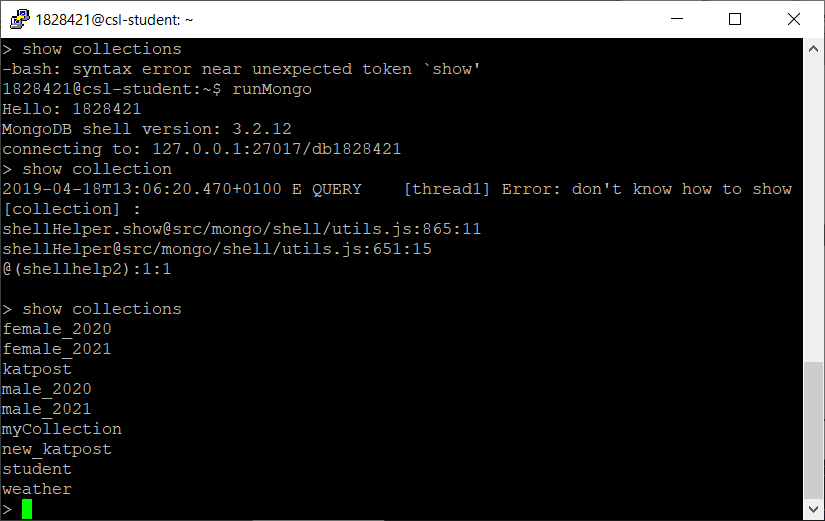 1828421@csl-student: ~
> show collections
-bash: syntax error near unexpected token `show'
1828421@csl-student:~$ runMongo
Hello: 1828421
MongoDB shell version: 3.2.12
connecting to: 127.0.0.1:27017/db1828421
> show collection
2019-04-18T13:06:20.470+0100 E QUERY    [thread1] Error: don't know how to show
[collection] :
shellHelper.show@src/mongo/shell/utils.js:865:11
shellHelper@src/mongo/shell/utils.js:651:15
@(shellhelp2):1:1
> show collections
female_2020
female_2021
katpost
male_2020
male_2021
myCollection
new_katpost
student
weather
>